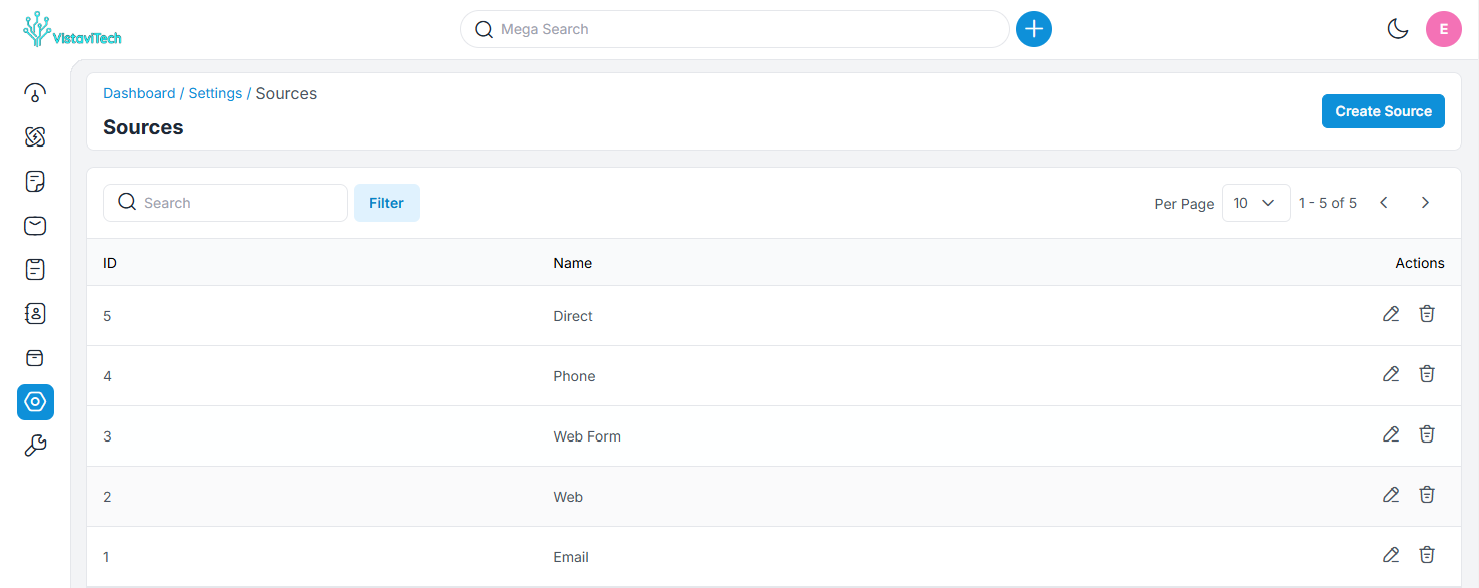 VistaviTech
Mega Search
E
Dashboard / Settings / Sources
Sources
Create Source
Search
Filter
Per Page 10 1 - 5 of 5
ID Name Actions
5 Direct
4 Phone
3 Web Form
2 Web
1 Email